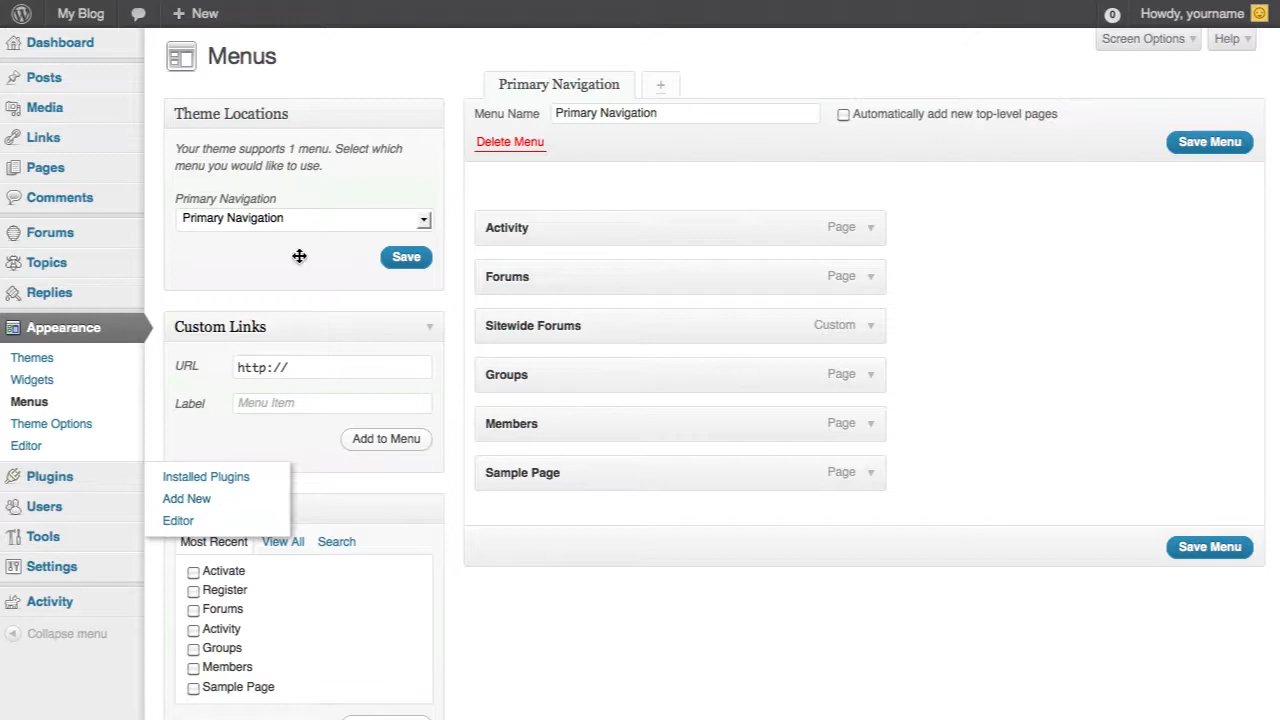 My Blog
New
0
Howdy, yourname
Dashboard
Posts
Media
Links
Pages
Comments
Forums
Topics
Replies
Appearance
Themes
Widgets
Menus
Theme Options
Editor
Plugins
Users
Tools
Settings
Activity
Collapse menu
Installed Plugins
Add New
Editor
Screen Options
Help
Menus
Theme Locations
Your theme supports 1 menu. Select which
menu you would like to use.
Primary Navigation
Primary Navigation
Save
Custom Links
URL
http://
Label
Menu Item
Add to Menu
Most Recent
View All
Search
Activate
Register
Forums
Activity
Groups
Members
Sample Page
Primary Navigation
+
Menu Name
Primary Navigation
Automatically add new top-level pages
Delete Menu
Save Menu
Activity
Page
Forums
Page
Sitewide Forums
Custom
Groups
Page
Members
Page
Sample Page
Page
Save Menu